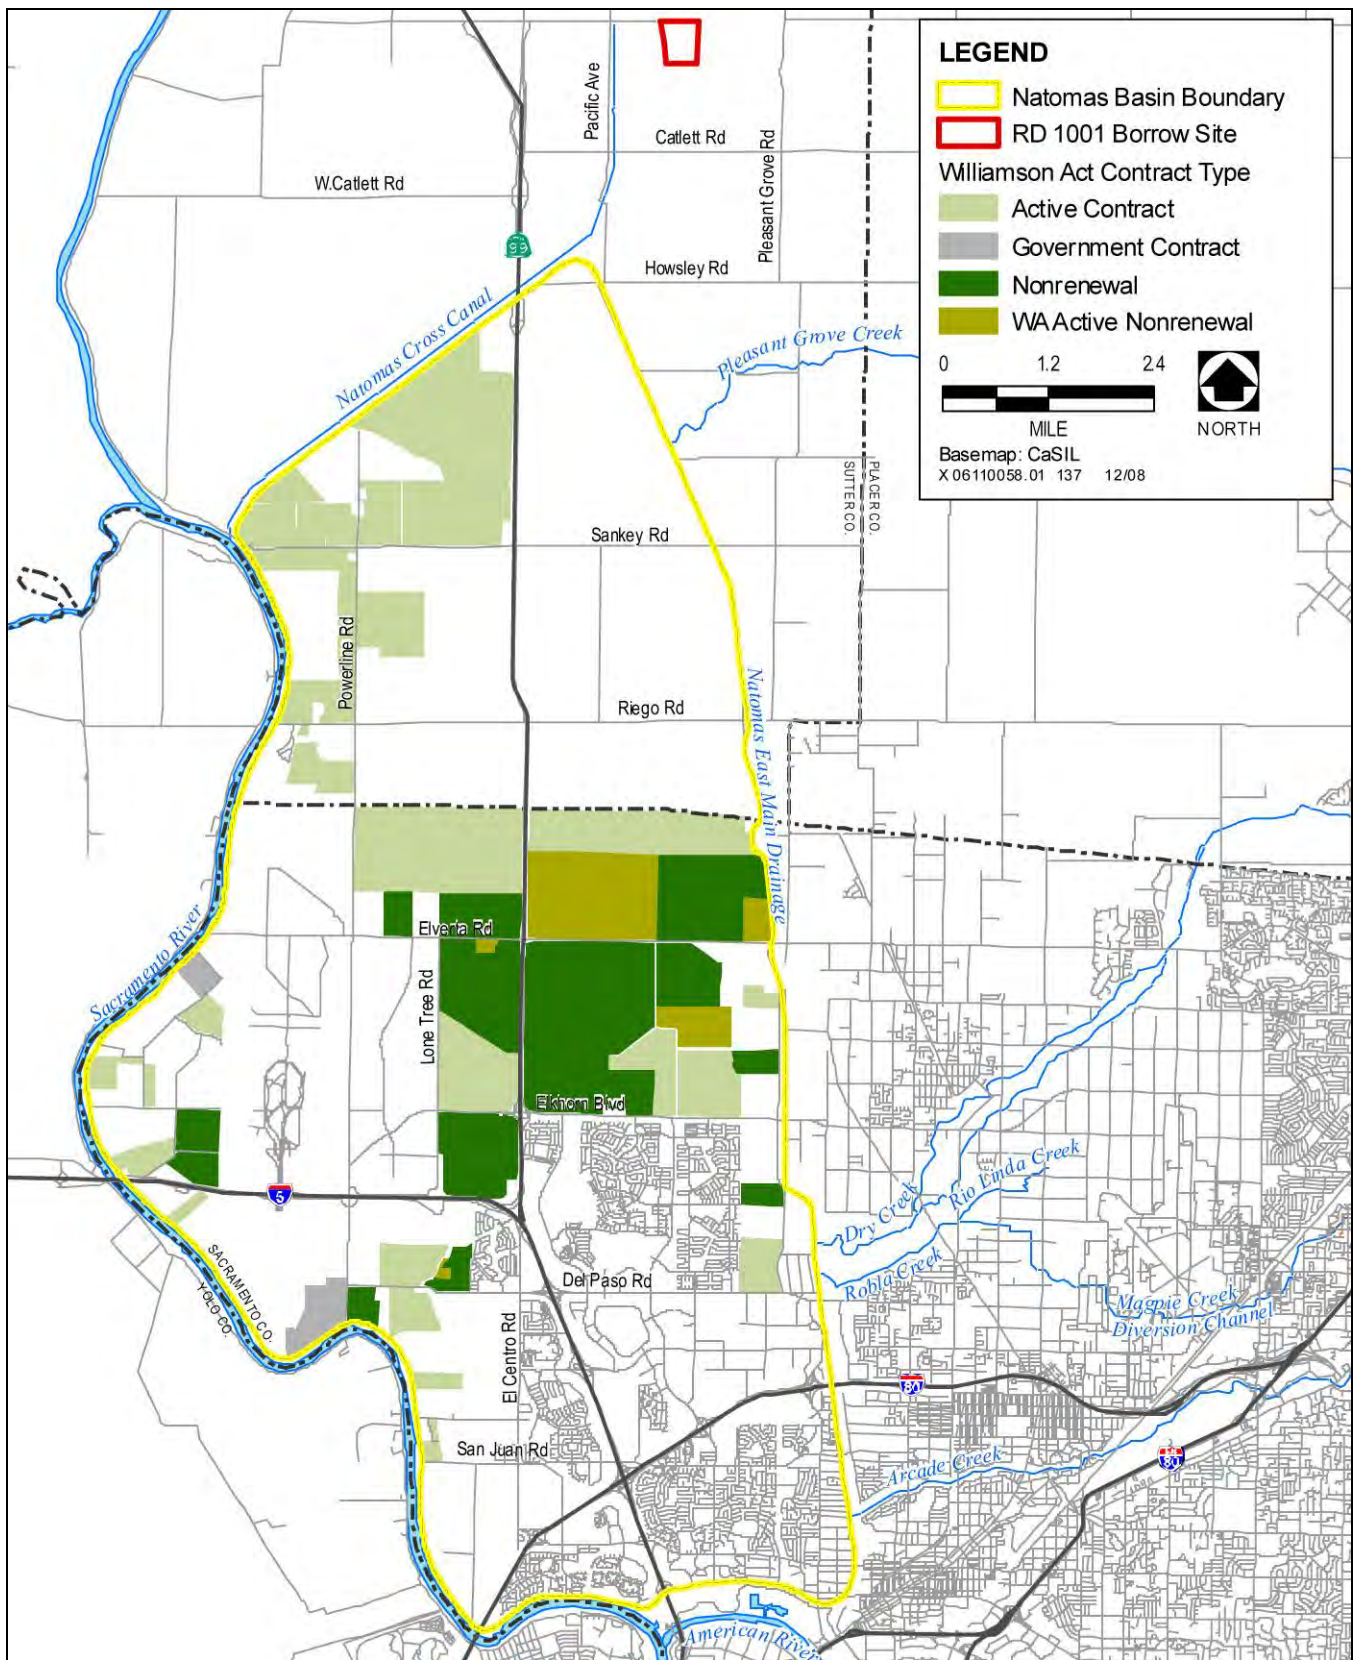 LEGEND
Natomas Basin Boundary
RD 1001 Borrow Site
Williamson Act Contract Type
Active Contract
Government Contract
Nonrenewal
WA Active Nonrenewal
0 1.2 2.4
MILE
NORTH
Basemap: CaSIL
X 06110058.01 137 12/08
Pacific Ave
Catlett Rd
Pleasant Grove Rd
W.Catlett Rd
99
Howsley Rd
Natomas Cross Canal
Pleasant Grove Creek
PLACER CO.
SUTTER CO.
Sankey Rd
Powerline Rd
Riego Rd
Natomas East Main Drainage
Sacramento River
Elverta Rd
Lone Tree Rd
Elkhorn Blvd
5
Dry Creek
Rio Linda Creek
Robla Creek
SACRAMENTO CO.
YOLO CO.
Del Paso Rd
Magpie Creek
Diversion Channel
El Centro Rd
80
San Juan Rd
Arcade Creek
80
American River